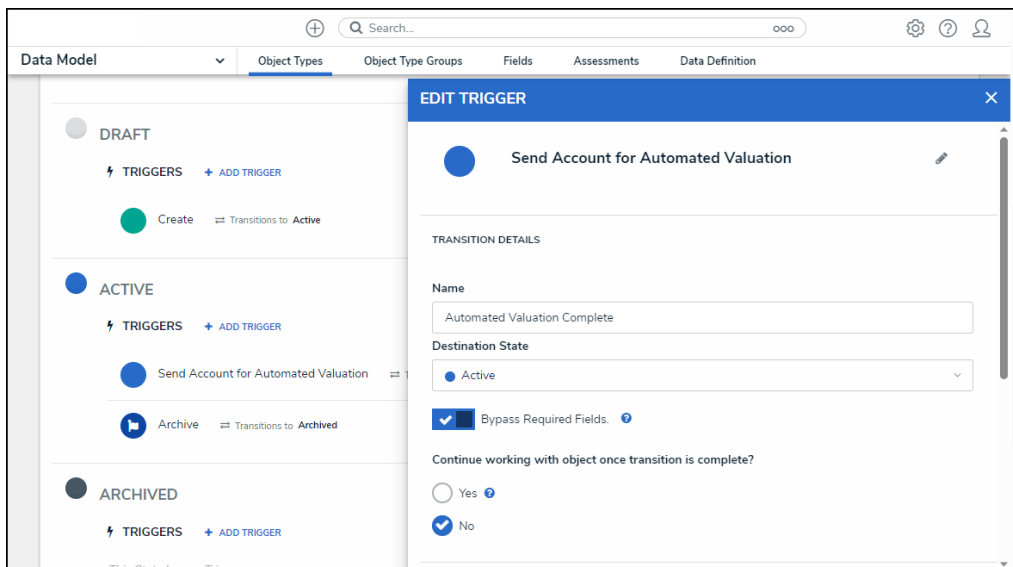 Search...
Data Model
Object Types
Object Type Groups
Fields
Assessments
Data Definition
DRAFT
TRIGGERS
+ ADD TRIGGER
Create
Transitions to Active
ACTIVE
TRIGGERS
+ ADD TRIGGER
Send Account for Automated Valuation
Archive
Transitions to Archived
ARCHIVED
TRIGGERS
+ ADD TRIGGER
EDIT TRIGGER
Send Account for Automated Valuation
TRANSITION DETAILS
Name
Automated Valuation Complete
Destination State
Active
Bypass Required Fields.
Continue working with object once transition is complete?
Yes
No